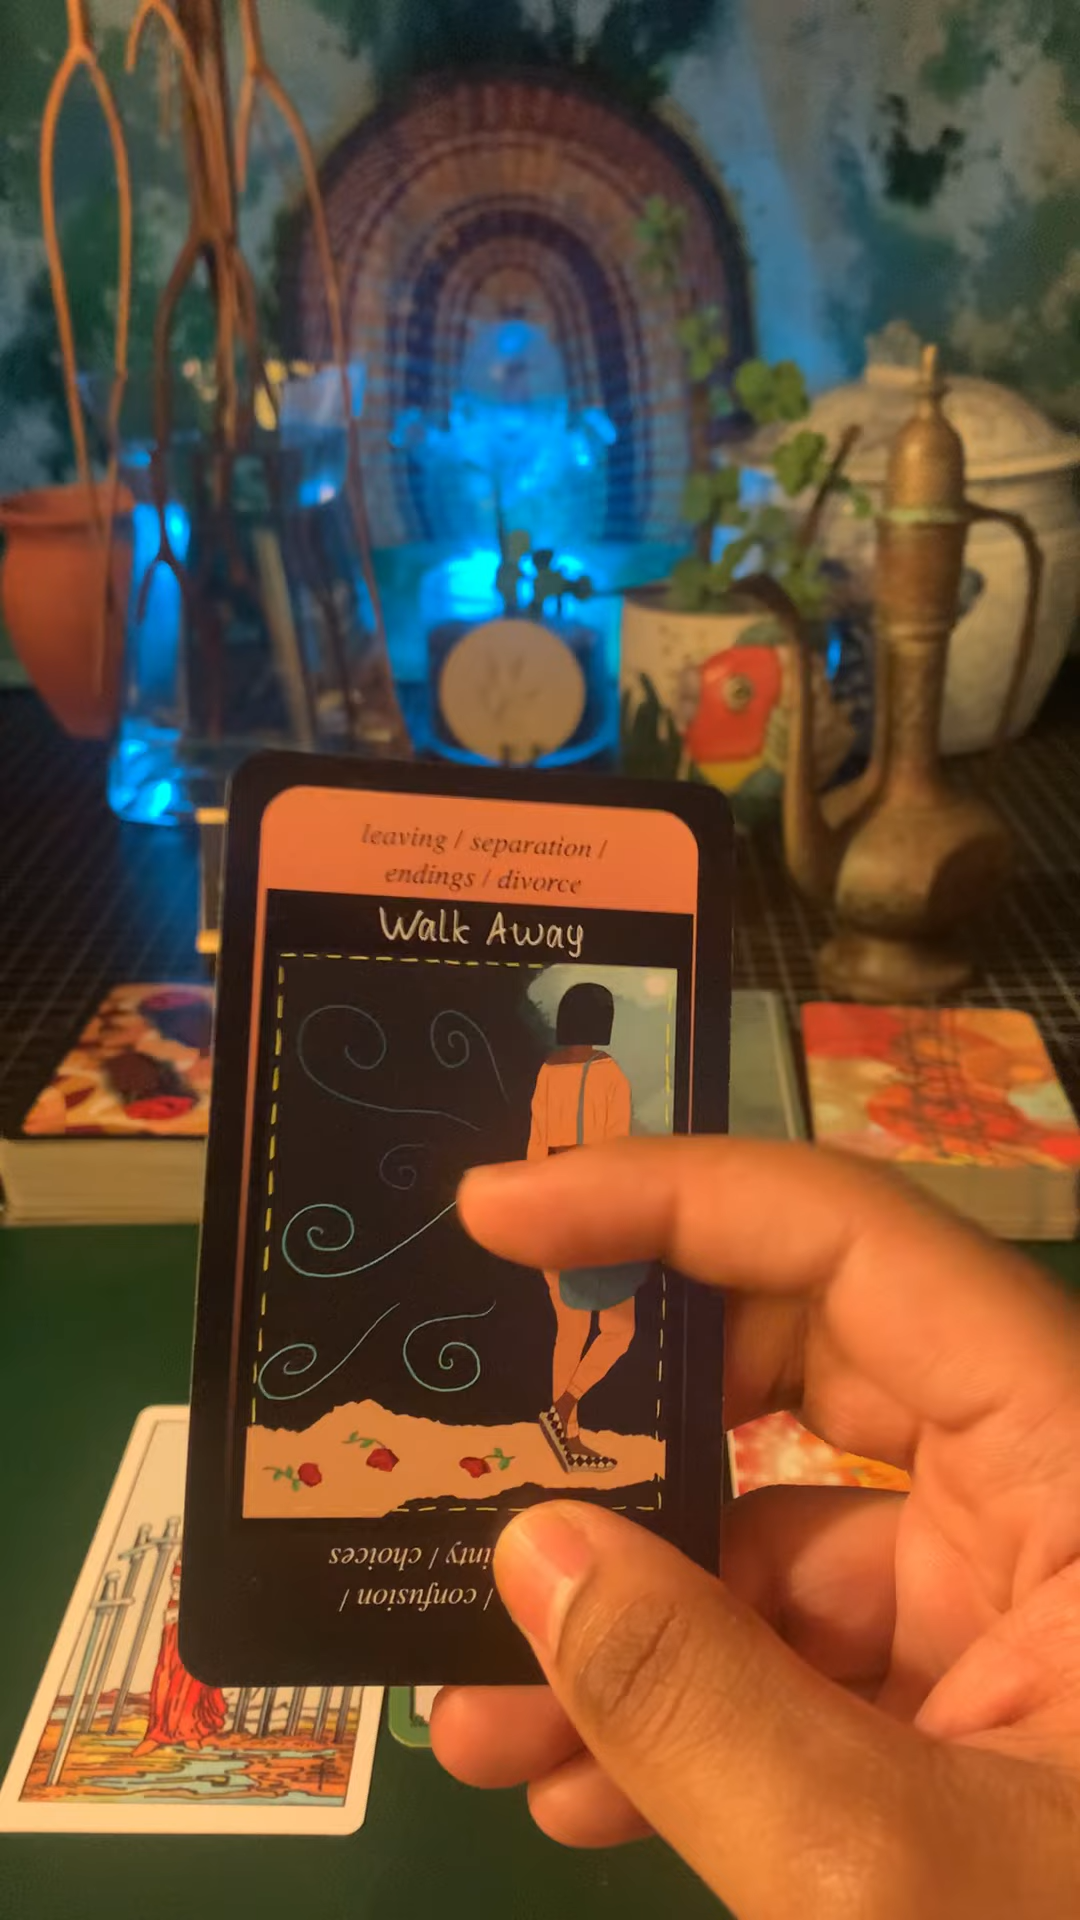 leaving / separation /
endings / divorce
Walk Away
/ confusion /
/ choices